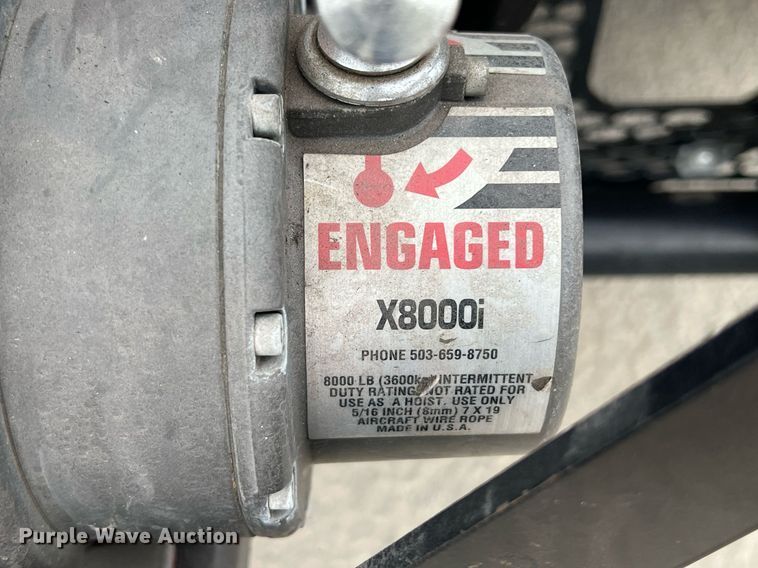 ENGAGED
X8000i
PHONE 503-659-8750
8000 LB (3600kg) INTERMITTENT
DUTY RATING. NOT RATED FOR
USE AS A HOIST. USE ONLY
5/16 INCH (8mm) 7 X 19
AIRCRAFT WIRE ROPE
MADE IN U.S.A.
Purple Wave Auction